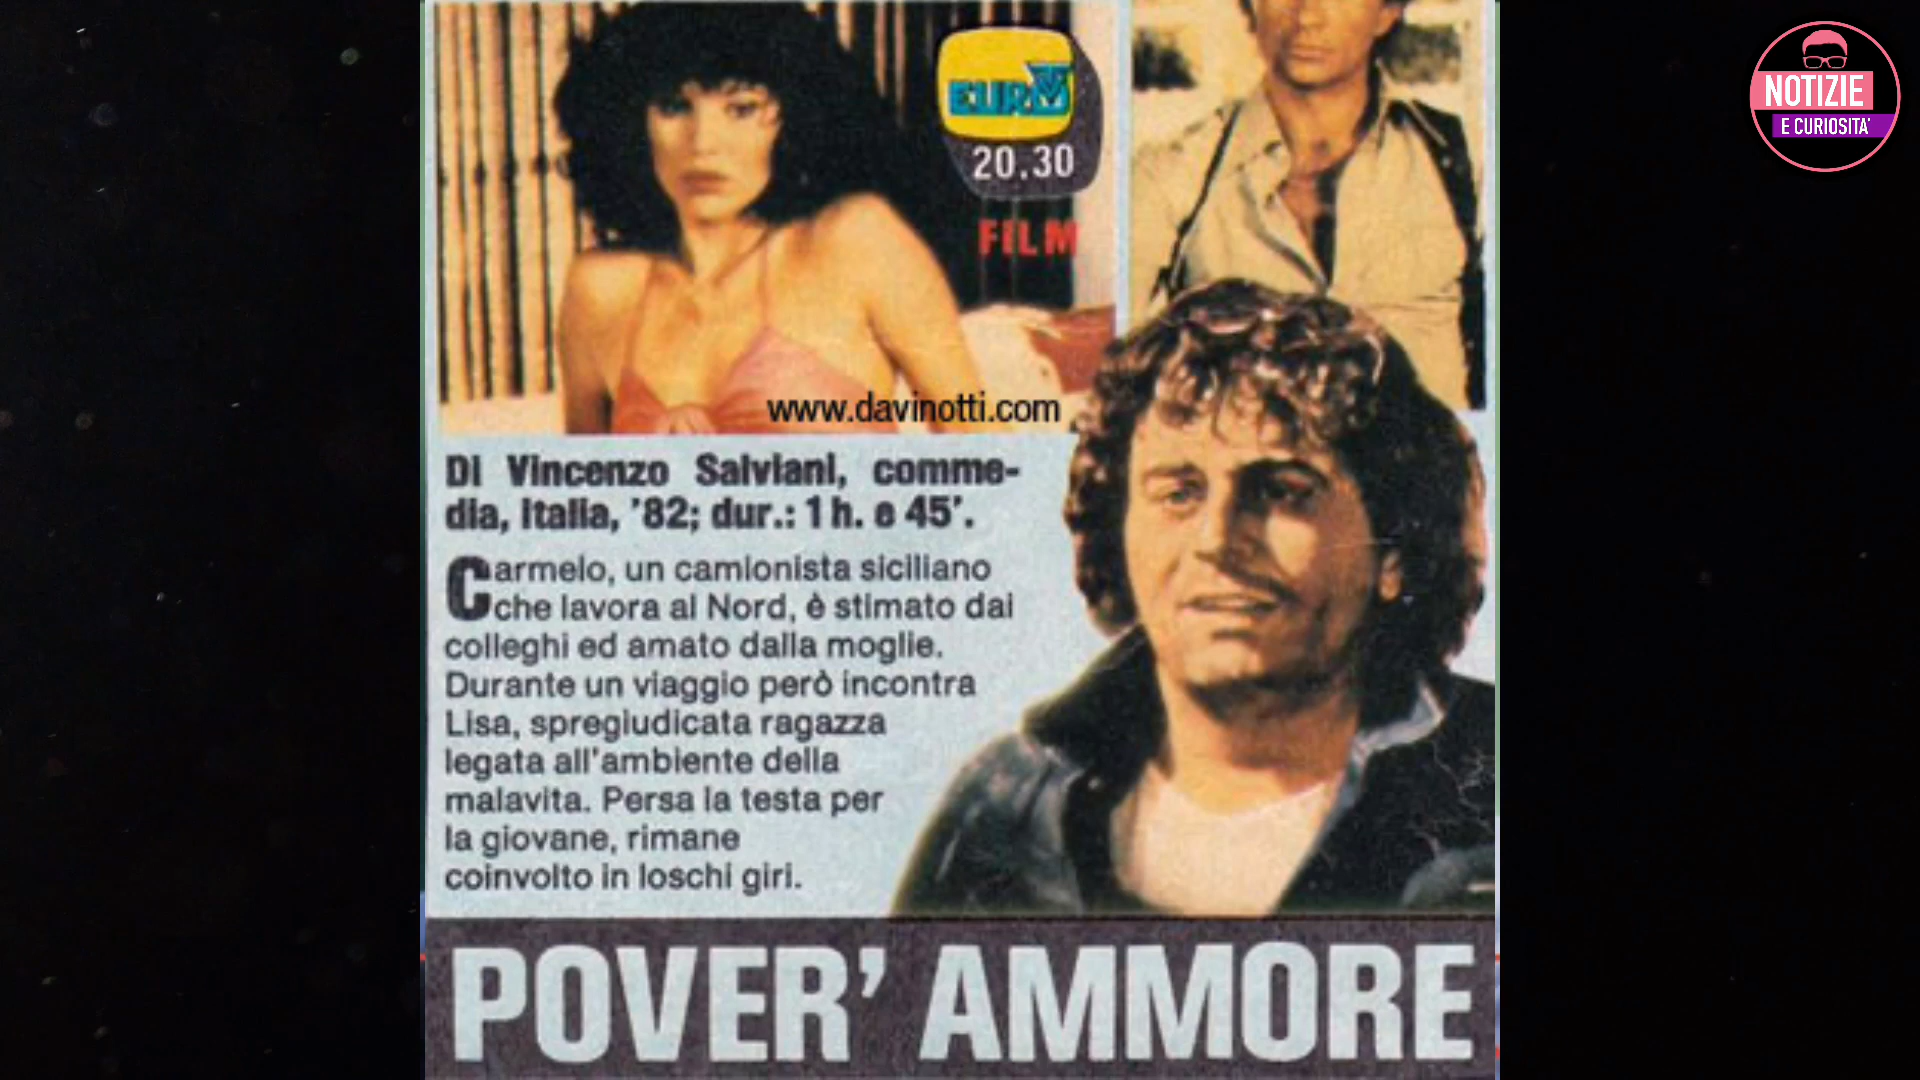 NOTIZIE
E CURIOSITA'
EURO TV
20.30
FILM
www.davinotti.com
Di Vincenzo Salviani, comme-
dia, Italia, '82; dur.: 1 h. e 45'.
Carmelo, un camionista siciliano
che lavora al Nord, è stimato dai
colleghi ed amato dalla moglie.
Durante un viaggio però incontra
Lisa, spregiudicata ragazza
legata all'ambiente della
malavita. Persa la testa per
la giovane, rimane
coinvolto in loschi giri.
POVER' AMMORE